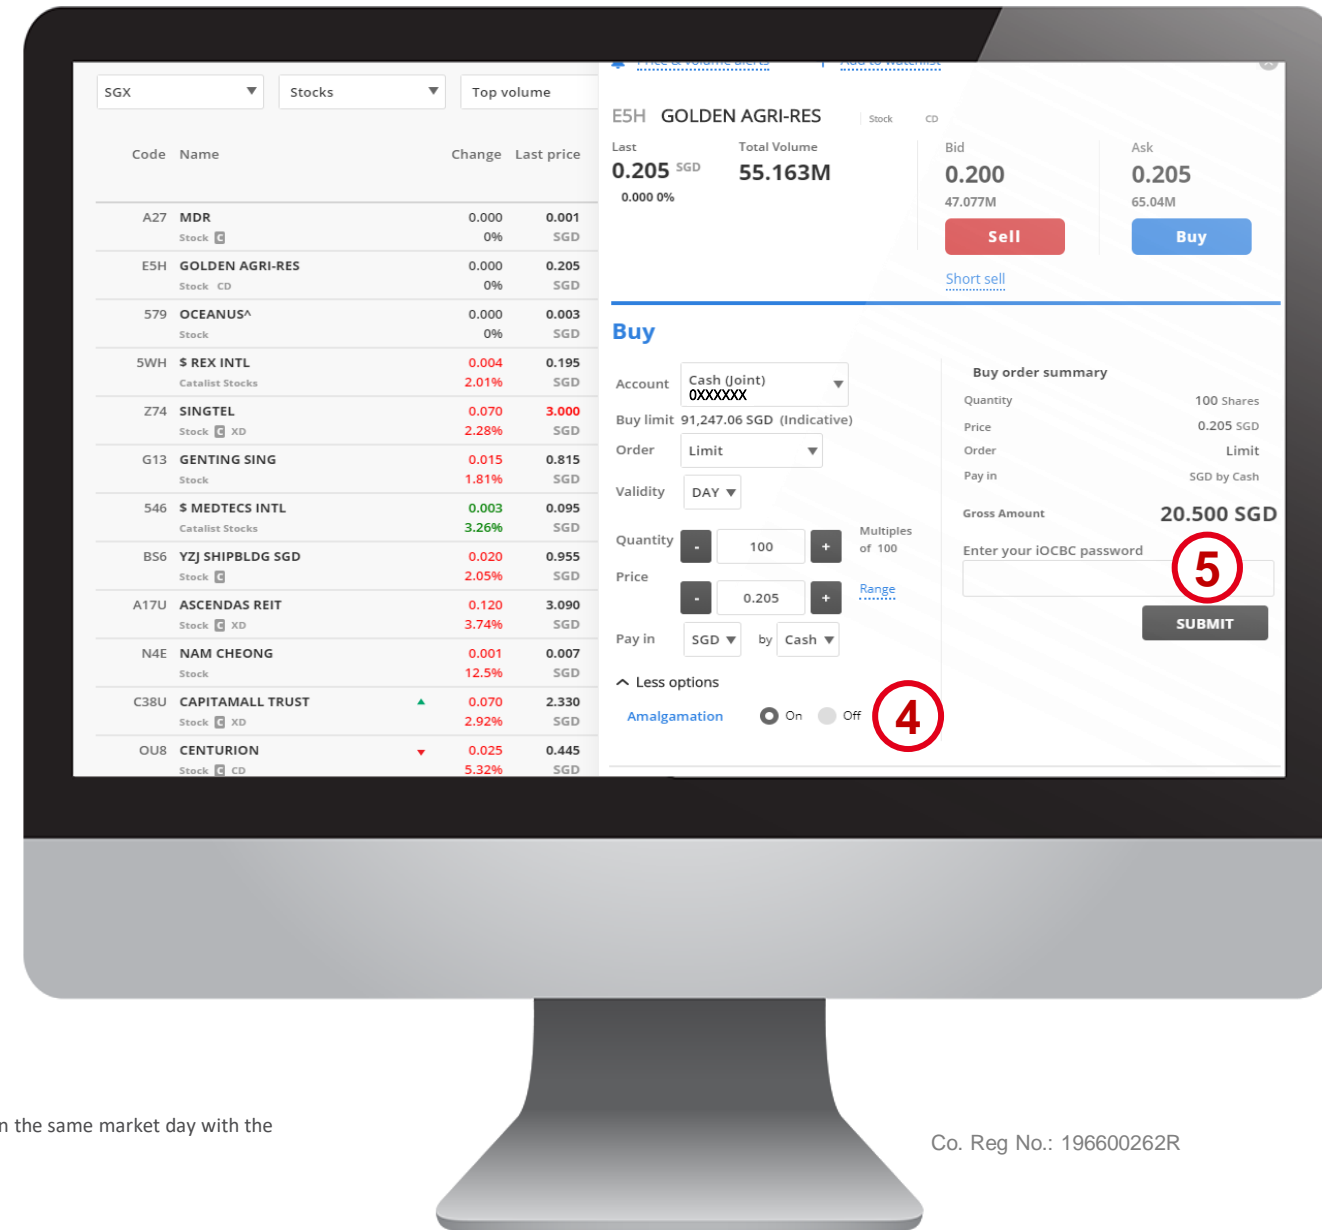 Price & volume alerts | Add to watchlist
SGX ▼ Stocks ▼ Top volume
Code Name Change Last price
A27 MDR 0.000 0.001
Stock C 0% SGD
E5H GOLDEN AGRI-RES 0.000 0.205
Stock CD 0% SGD
579 OCEANUS^ 0.000 0.003
Stock 0% SGD
5WH $ REX INTL 0.004 0.195
Catalist Stocks 2.01% SGD
Z74 SINGTEL 0.070 3.000
Stock C XD 2.28% SGD
G13 GENTING SING 0.015 0.815
Stock 1.81% SGD
546 $ MEDTECS INTL 0.003 0.095
Catalist Stocks 3.26% SGD
BS6 YZJ SHIPBLDG SGD 0.020 0.955
Stock C 2.05% SGD
A17U ASCENDAS REIT 0.120 3.090
Stock C XD 3.74% SGD
N4E NAM CHEONG 0.001 0.007
Stock 12.5% SGD
C38U CAPITAMALL TRUST ▲ 0.070 2.330
Stock C XD 2.92% SGD
OU8 CENTURION ▼ 0.025 0.445
Stock C CD 5.32% SGD
E5H GOLDEN AGRI-RES Stock CD
Last Total Volume Bid Ask
0.205 SGD 55.163M 0.200 0.205
0.000 0% 47.077M 65.04M
Sell Buy
Short sell
Buy
Account Cash (Joint) ▼
0XXXXXX
Buy limit 91,247.06 SGD (Indicative)
Order Limit ▼
Validity DAY ▼
Quantity - 100 + Multiples
of 100
Price - 0.205 + Range
Pay in SGD ▼ by Cash ▼
Less options
Amalgamation On Off 4
Buy order summary
Quantity 100 Shares
Price 0.205 SGD
Order Limit
Pay in SGD by Cash
Gross Amount 20.500 SGD
Enter your iOCBC password
5
SUBMIT
n the same market day with the
Co. Reg No.: 196600262R